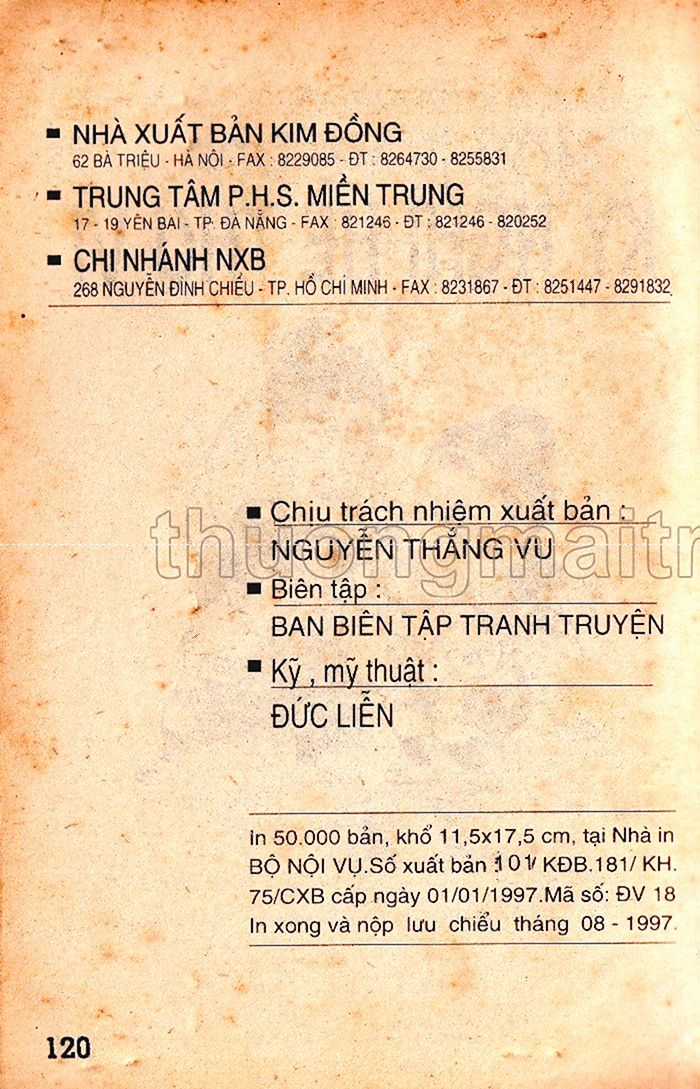 NHÀ XUẤT BẢN KIM ĐỒNG
62 BÀ TRIỆU - HÀ NỘI - FAX : 8229085 - ĐT : 8264730 - 8255831
TRUNG TÂM P.H.S. MIỀN TRUNG
17 - 19 YÊN BAI - TP. ĐÀ NẴNG - FAX : 821246 - ĐT : 821246 - 820252
CHI NHÁNH NXB
268 NGUYỄN ĐÌNH CHIỂU - TP. HỒ CHÍ MINH - FAX : 8231867 - ĐT : 8251447 - 8291832
Chịu trách nhiệm xuất bản :
thuongmaitr
NGUYỄN THẮNG VU
Biên tập :
BAN BIÊN TẬP TRANH TRUYỆN
Kỹ , mỹ thuật :
ĐỨC LIỄN
in 50.000 bản, khổ 11,5x17,5 cm, tại Nhà in
BỘ NỘI VỤ.Số xuất bản :101/ KĐB.181/ KH.
75/CXB cấp ngày 01/01/1997.Mã số: ĐV 18
In xong và nộp lưu chiểu tháng 08 - 1997.
120